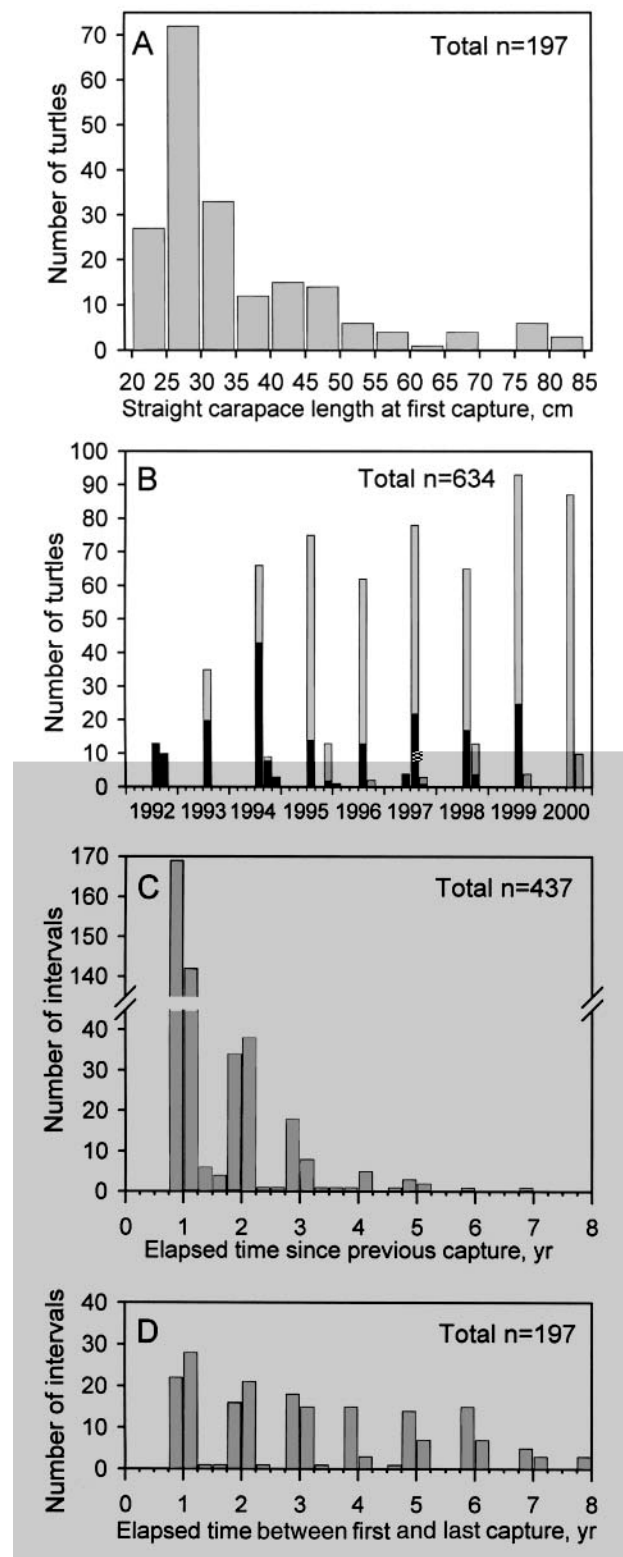 A
Total n=197
70
60
50
40
30
20
10
0
Number of turtles
20 25 30 35 40 45 50 55 60 65 70 75 80 85
Straight carapace length at first capture, cm
B
Total n=634
100
90
80
70
60
50
40
30
20
10
0
Number of turtles
1992 1993 1994 1995 1996 1997 1998 1999 2000
C
Total n=437
170
160
150
140
40
30
20
10
0
Number of intervals
0 1 2 3 4 5 6 7 8
Elapsed time since previous capture, yr
D
Total n=197
40
30
20
10
0
Number of intervals
0 1 2 3 4 5 6 7 8
Elapsed time between first and last capture, yr